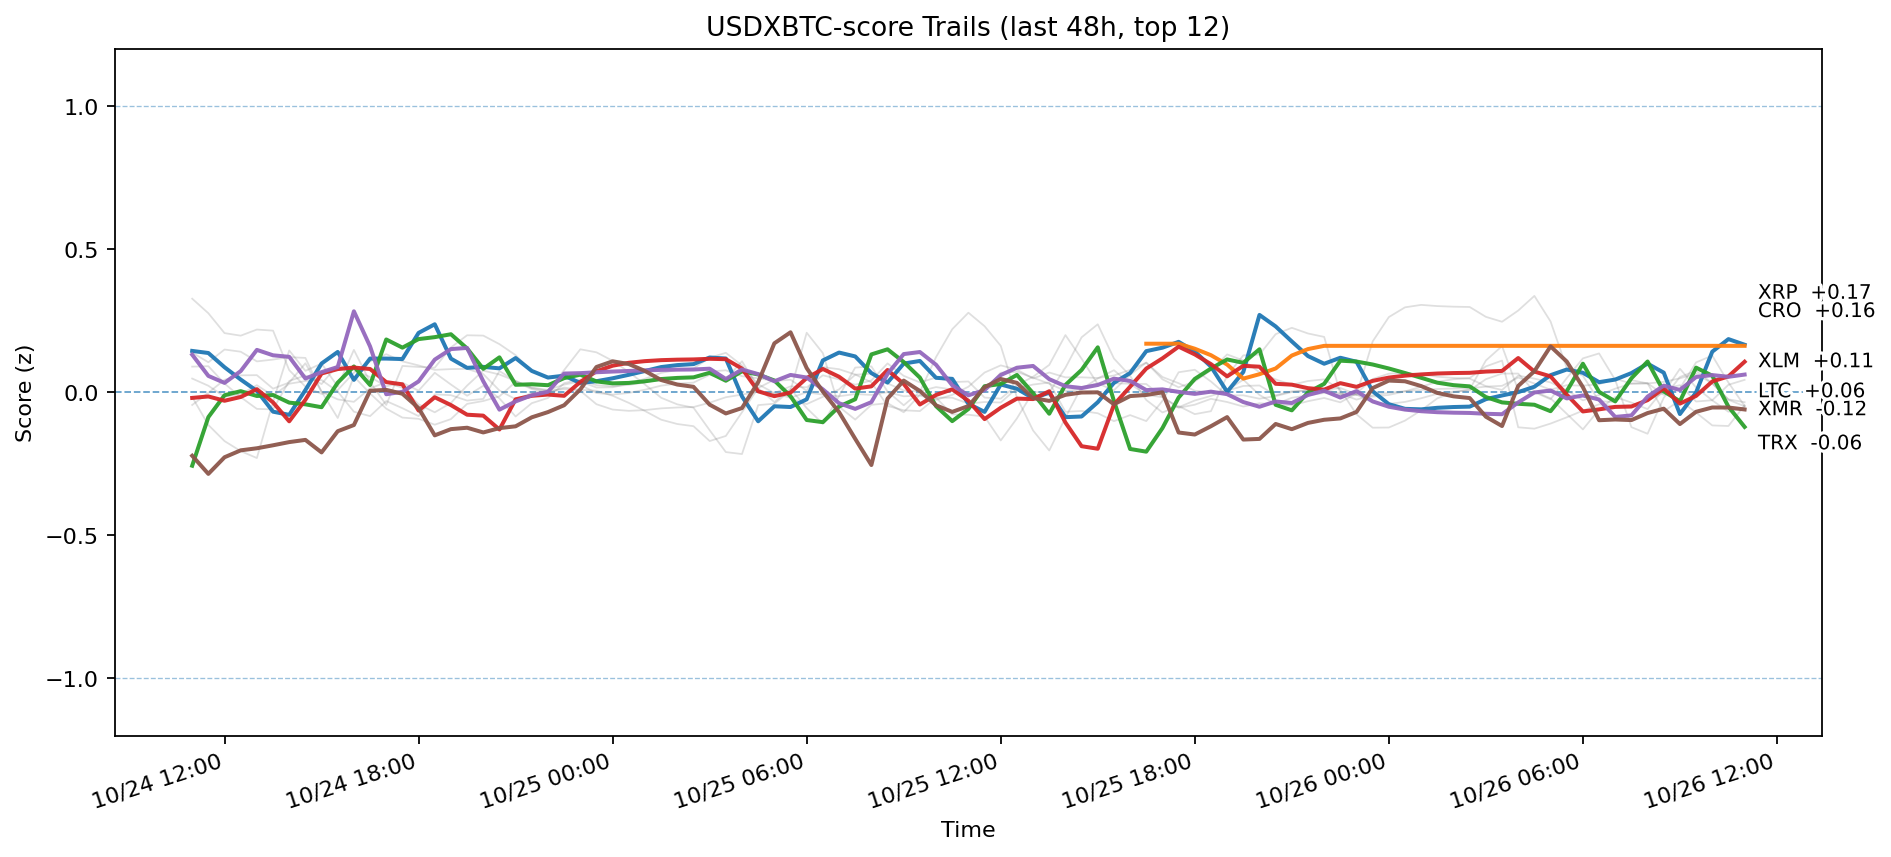 USDXBTC-score Trails (last 48h, top 12)
Score (z)
1.0
0.5
0.0
−0.5
−1.0
XRP +0.17
CRO +0.16
XLM +0.11
LTC +0.06
XMR -0.12
TRX -0.06
10/24 12:00
10/24 18:00
10/25 00:00
10/25 06:00
10/25 12:00
10/25 18:00
10/26 00:00
10/26 06:00
10/26 12:00
Time